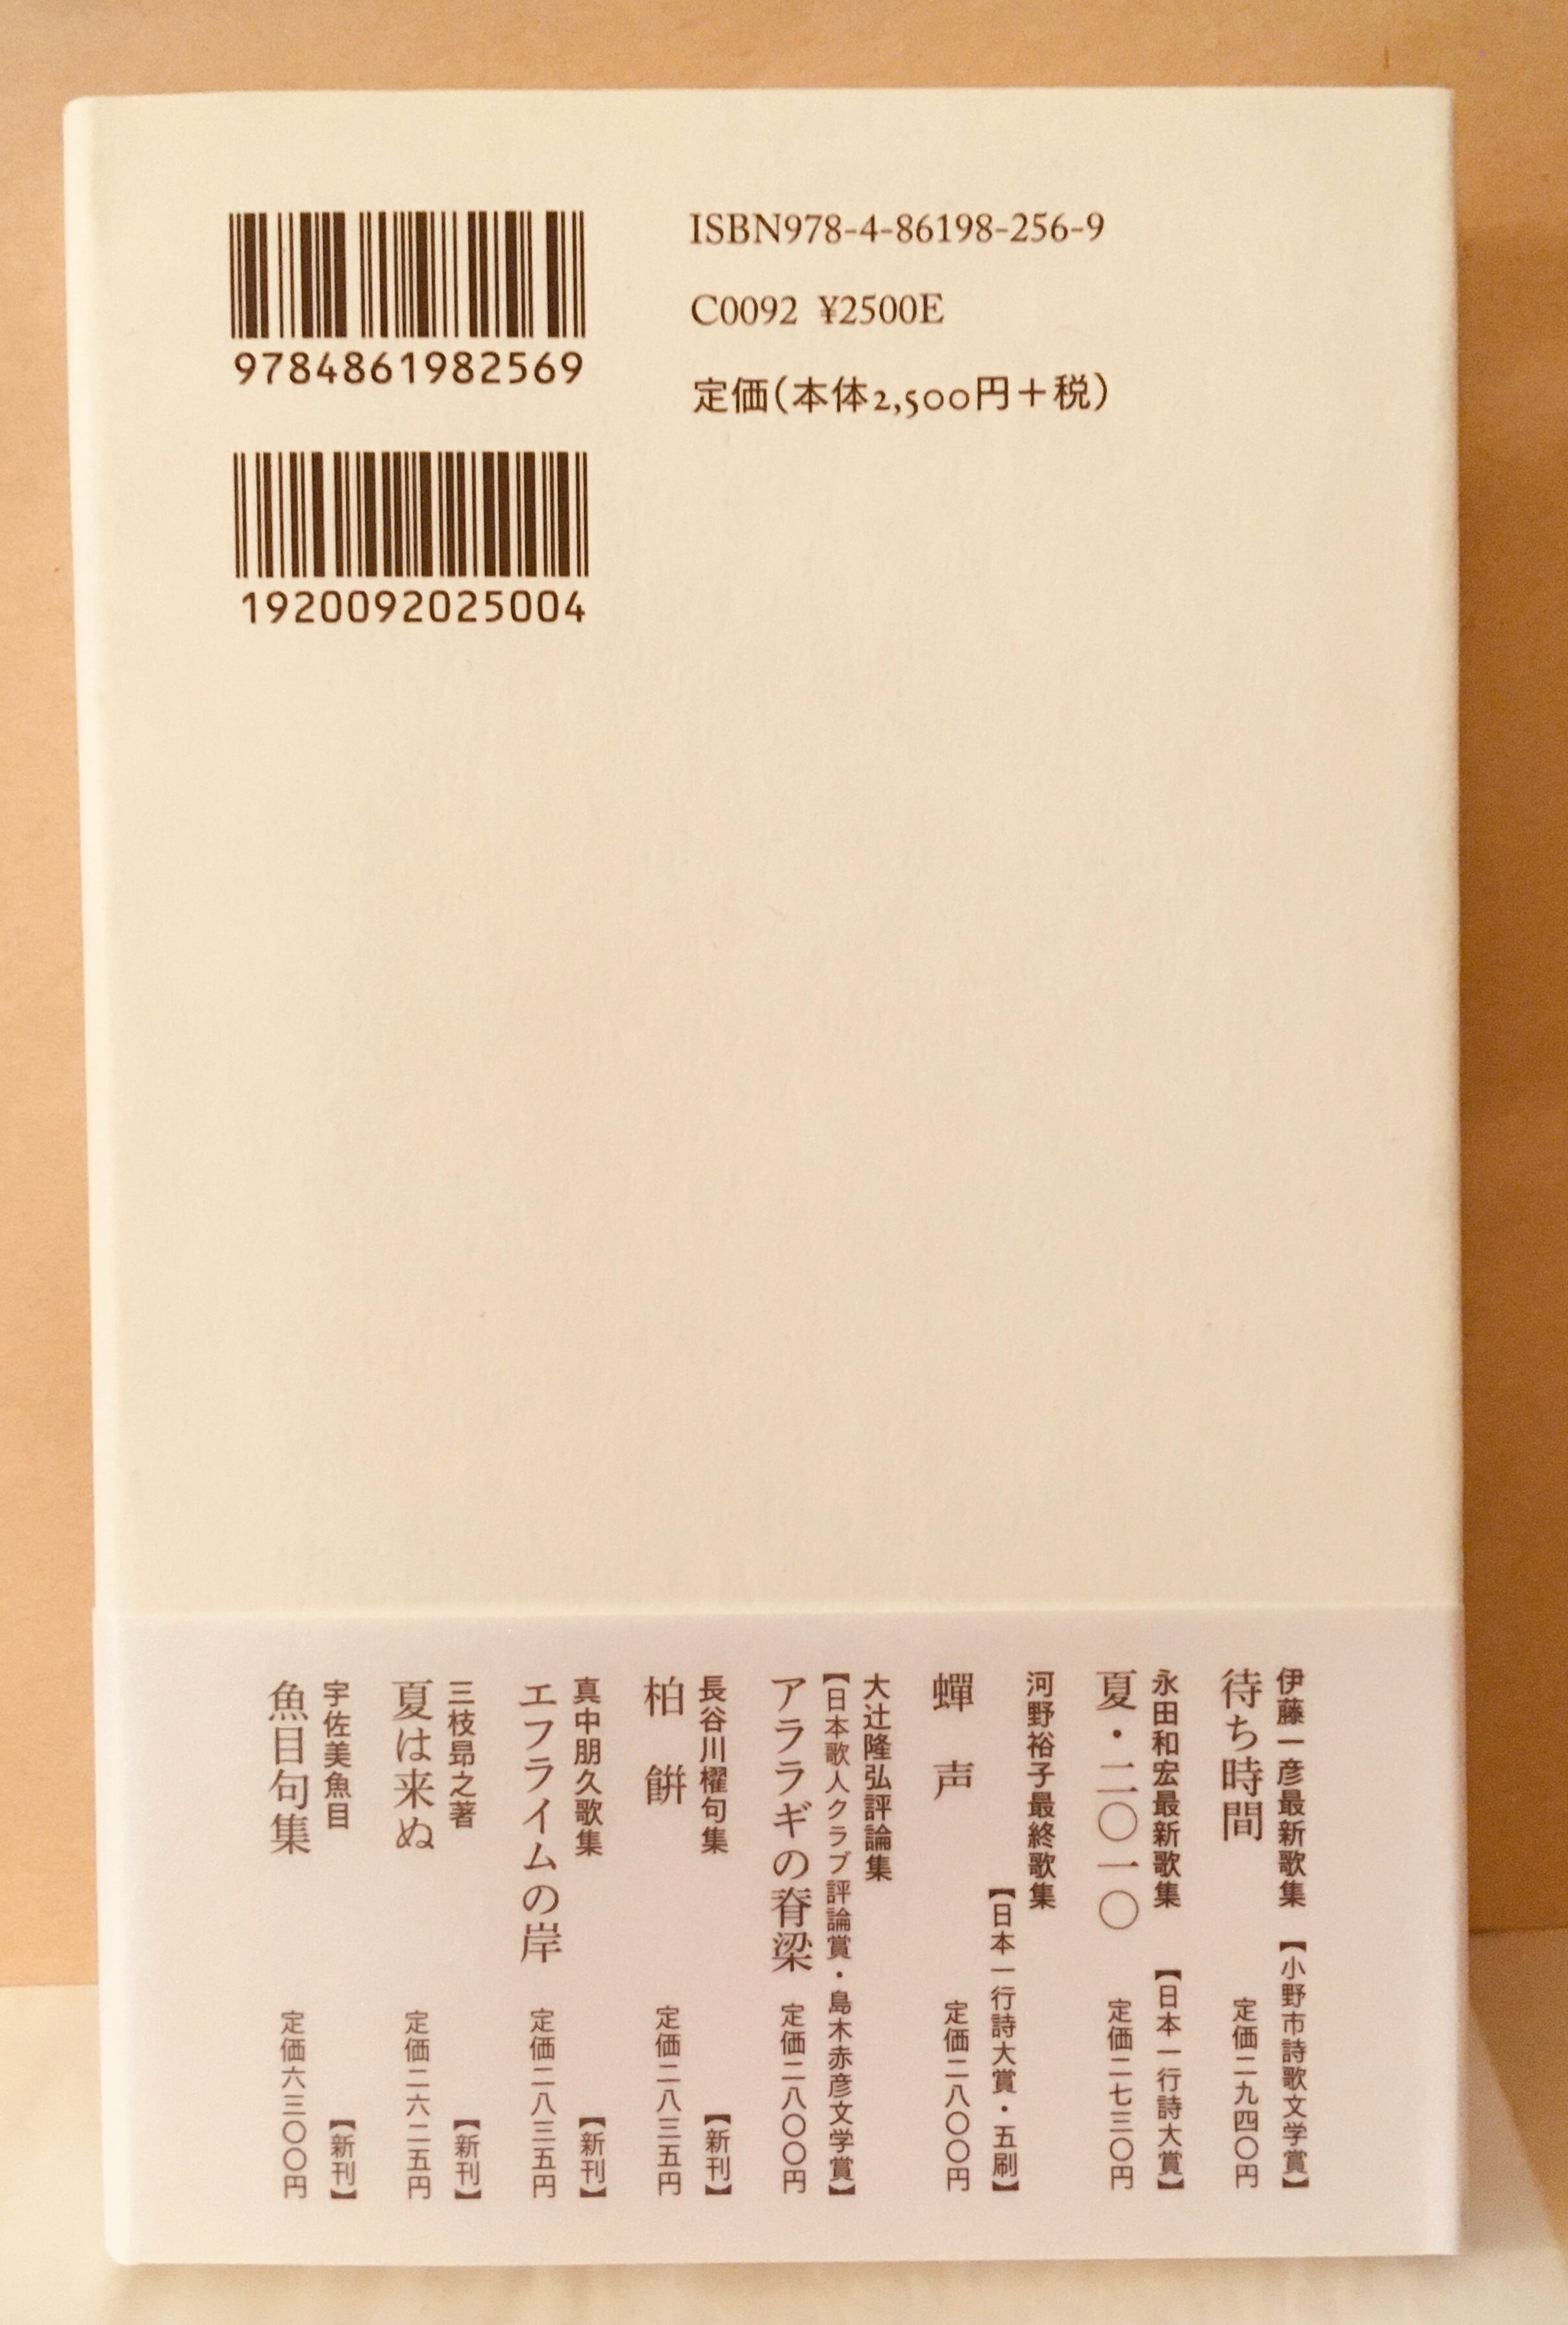 9784861982569
1920092025004
ISBN978-4-86198-256-9
C0092 ¥2500E
定価(本体2,500円+税)
伊藤一彦最新歌集【小野市詩歌文学賞】
待ち時間 定価二九四〇円
永田和宏最新歌集【日本一行詩大賞】
夏・二〇一〇 定価二七三〇円
河野裕子最終歌集
【日本一行詩大賞・五刷】
蟬声 定価二八〇〇円
大辻隆弘評論集
【日本歌人クラブ評論賞・島木赤彦文学賞】
アララギの脊梁 定価二八〇〇円
長谷川櫂句集【新刊】
柏餅 定価二八三五円
真中朋久歌集【新刊】
エフライムの岸 定価二八三五円
三枝昻之著【新刊】
夏は来ぬ 定価二六二五円
宇佐美魚目【新刊】
魚目句集 定価六三〇〇円